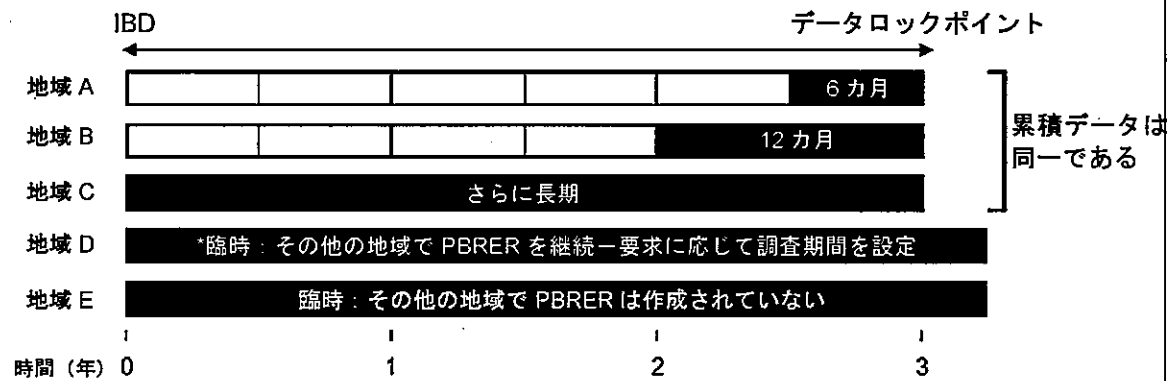 IBD データロックポイント
地域 A 6 カ月
地域 B 12 カ月
累積データは
同一である
地域 C さらに長期
地域 D *臨時：その他の地域で PBRER を継続－要求に応じて調査期間を設定
地域 E 臨時：その他の地域で PBRER は作成されていない
時間（年） 0 1 2 3